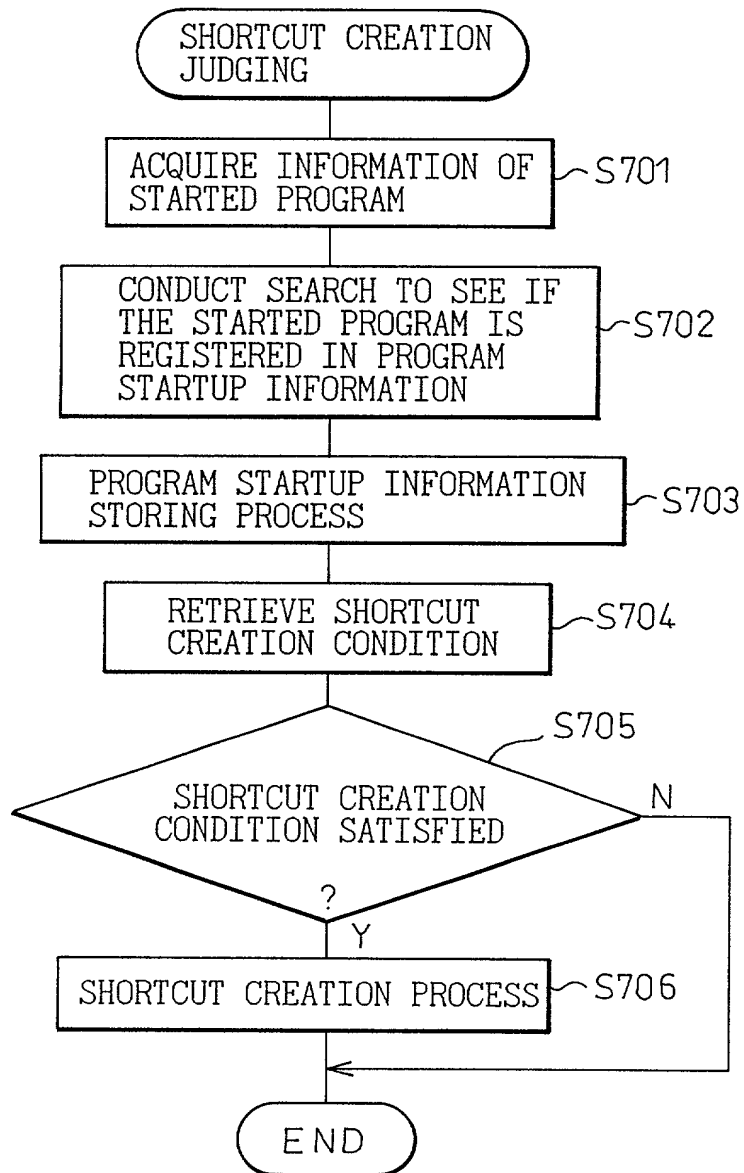 SHORTCUT CREATION
JUDGING
ACQUIRE INFORMATION OF
STARTED PROGRAM
S701
CONDUCT SEARCH TO SEE IF
THE STARTED PROGRAM IS
REGISTERED IN PROGRAM
STARTUP INFORMATION
S702
PROGRAM STARTUP INFORMATION
STORING PROCESS
S703
RETRIEVE SHORTCUT
CREATION CONDITION
S704
S705
SHORTCUT CREATION
CONDITION SATISFIED
?
N
Y
SHORTCUT CREATION PROCESS
S706
END